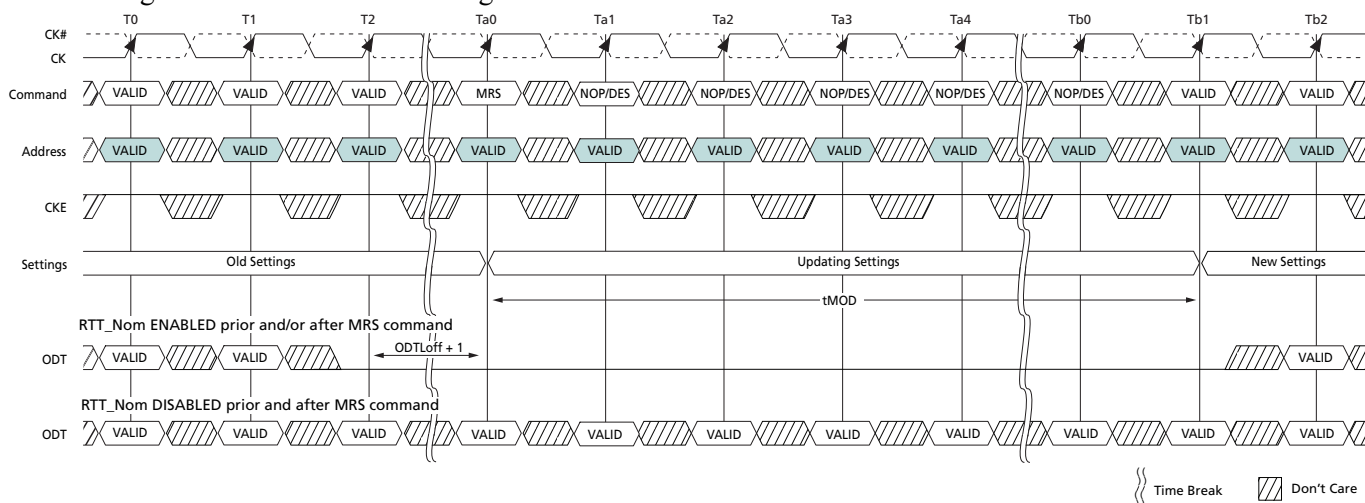 T0 T1 T2 Ta0 Ta1 Ta2 Ta3 Ta4 Tb0 Tb1 Tb2
CK#
CK
Command VALID VALID VALID MRS NOP/DES NOP/DES NOP/DES NOP/DES NOP/DES VALID VALID
Address VALID VALID VALID VALID VALID VALID VALID VALID VALID VALID VALID
CKE
Settings Old Settings Updating Settings New Settings
tMOD
RTT_Nom ENABLED prior and/or after MRS command
ODTLoff + 1
ODT VALID VALID VALID
RTT_Nom DISABLED prior and after MRS command
ODT VALID VALID VALID VALID VALID VALID VALID VALID VALID VALID VALID
Time Break Don't Care